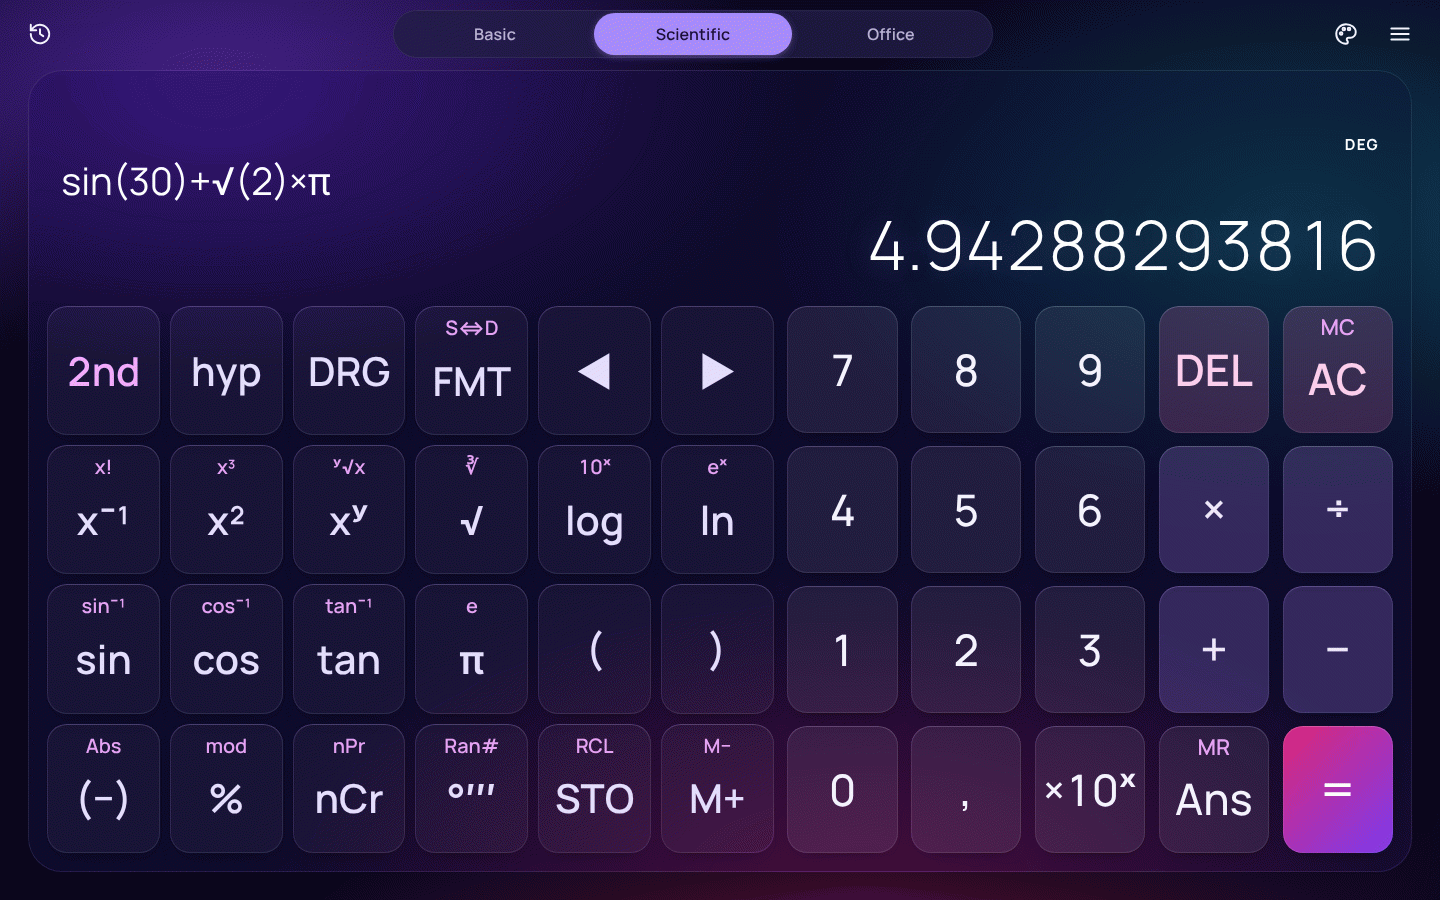 Basic Scientific Office
DEG
sin(30)+√(2)×π
4.94288293816
S⇔D MC
2nd hyp DRG FMT ◀ ▶ 7 8 9 DEL AC
x! x³ ʸ√x ∛ 10ˣ eˣ
x⁻¹ x² xʸ √ log ln 4 5 6 × ÷
sin⁻¹ cos⁻¹ tan⁻¹ e
sin cos tan π ( ) 1 2 3 + −
Abs mod nPr Ran# RCL M− MR
(−) % nCr °′′′ STO M+ 0 , ×10ˣ Ans =